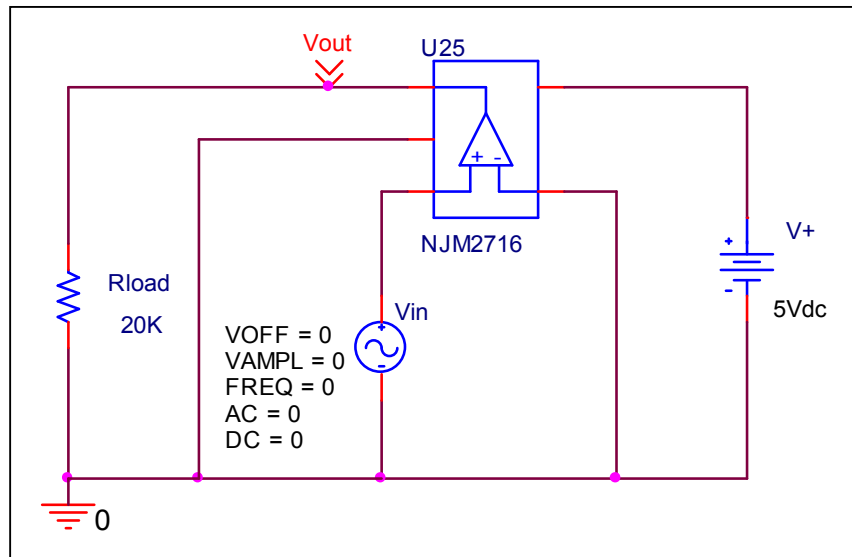 Vout
U25
+ -
NJM2716
Rload
20K
Vin
+
-
VOFF = 0
VAMPL = 0
FREQ = 0
AC = 0
DC = 0
V+
+
-
5Vdc
0